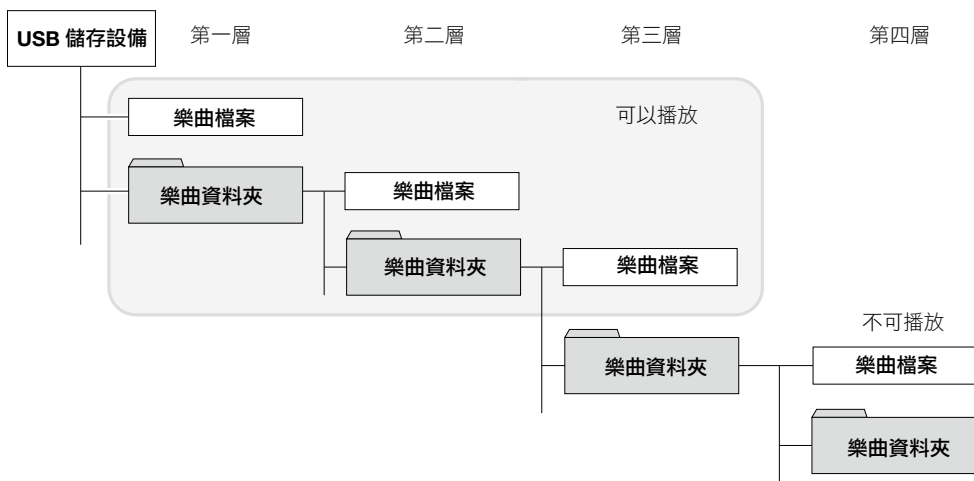 USB 儲存設備
第一層
第二層
第三層
第四層
樂曲檔案
可以播放
樂曲資料夾
樂曲檔案
樂曲資料夾
樂曲檔案
不可播放
樂曲資料夾
樂曲檔案
樂曲資料夾